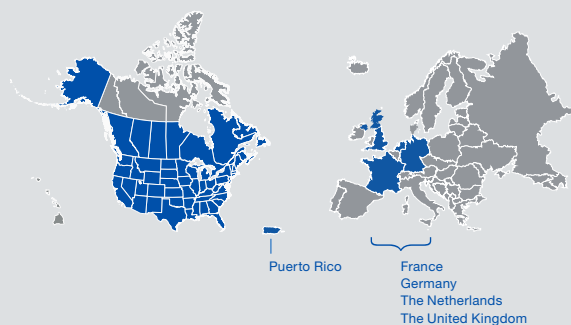 Puerto Rico
France
Germany
The Netherlands
The United Kingdom